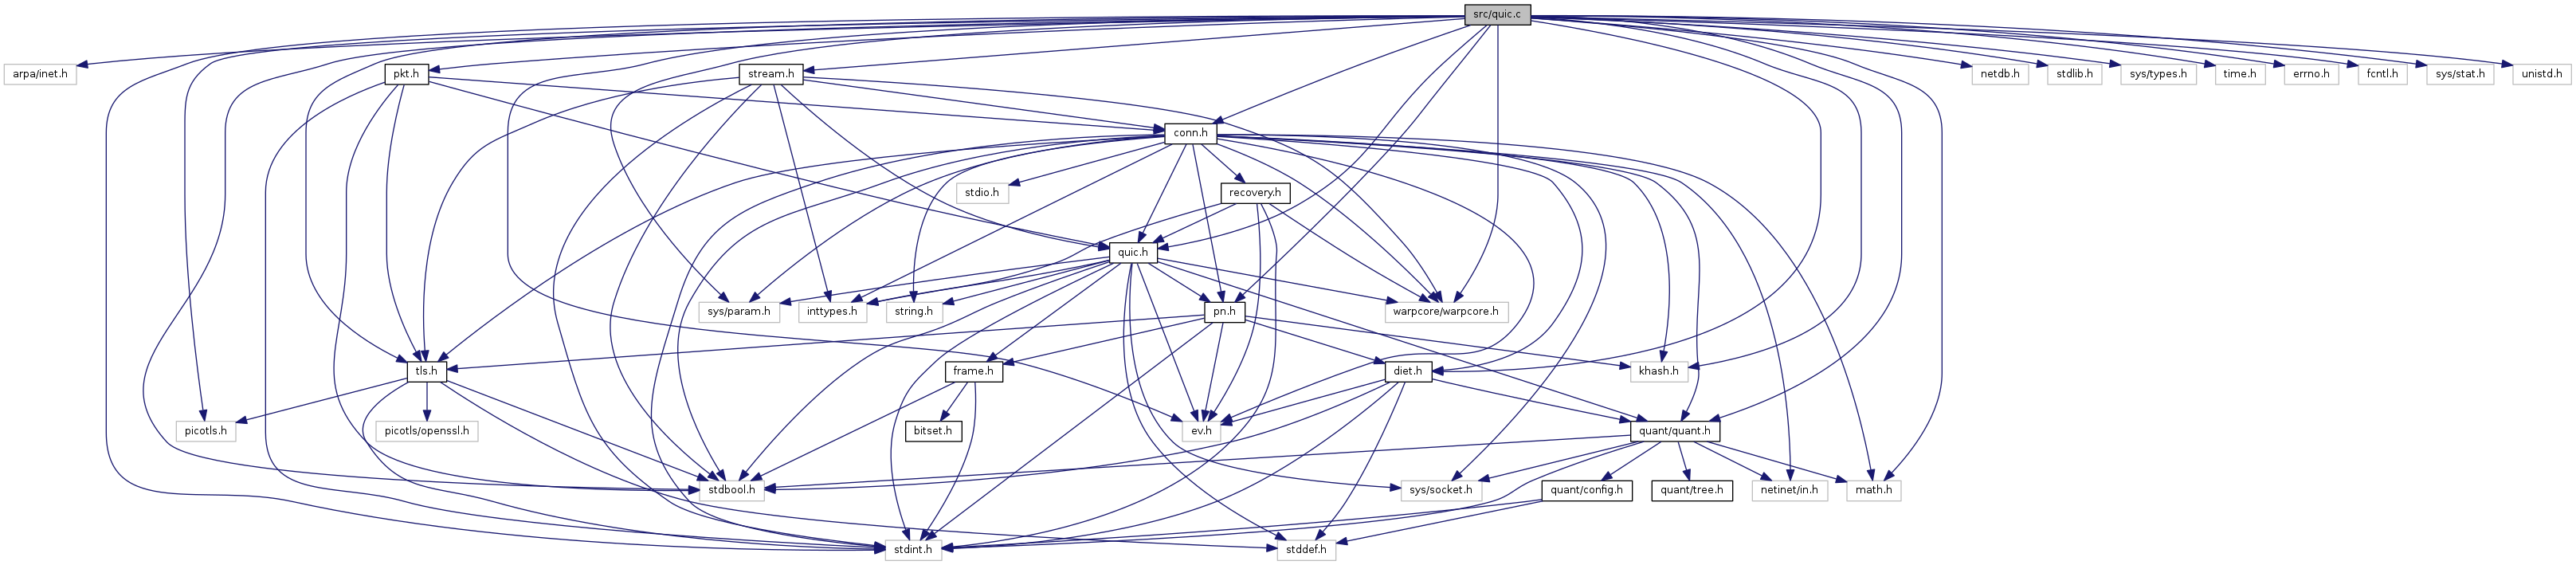 src/quic.c
arpa/inet.h
pkt.h
stream.h
netdb.h
stdlib.h
sys/types.h
time.h
errno.h
fcntl.h
sys/stat.h
unistd.h
conn.h
stdio.h
recovery.h
quic.h
sys/param.h
inttypes.h
string.h
pn.h
warpcore/warpcore.h
tls.h
frame.h
diet.h
khash.h
picotls.h
picotls/openssl.h
bitset.h
ev.h
quant/quant.h
stdbool.h
sys/socket.h
quant/config.h
quant/tree.h
netinet/in.h
math.h
stdint.h
stddef.h